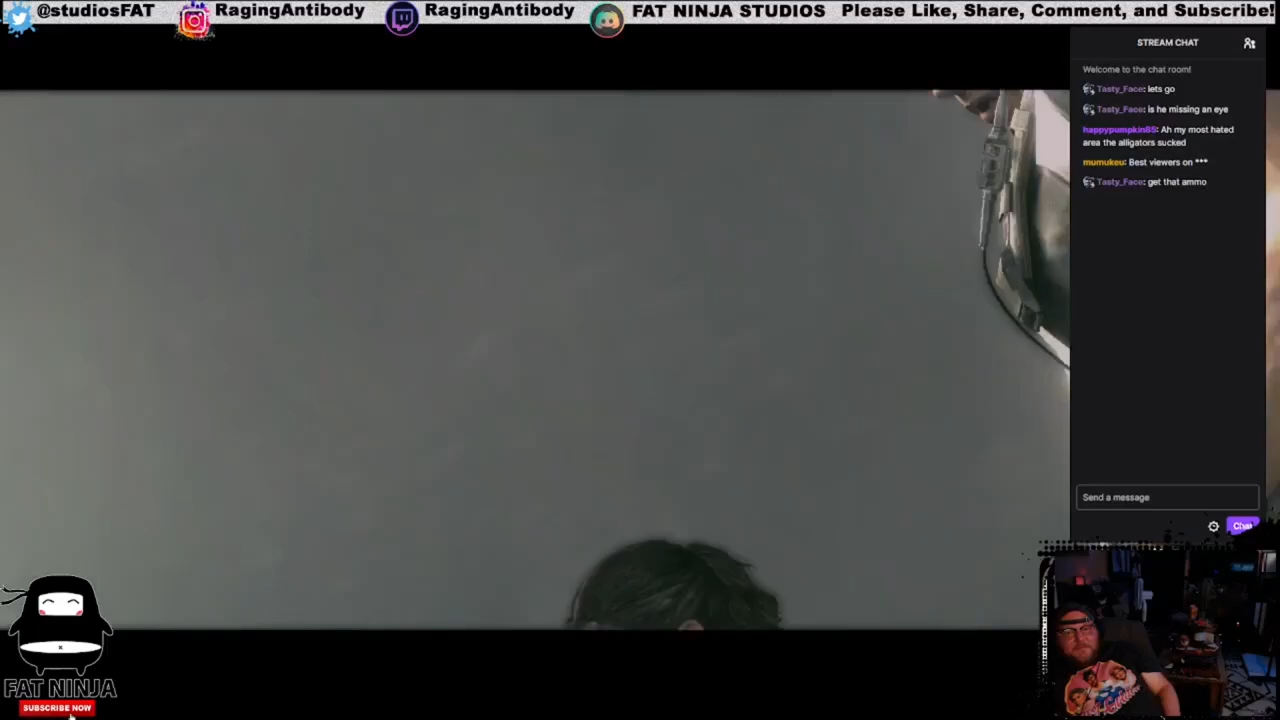 @studiosFAT RagingAntibody RagingAntibody FAT NINJA STUDIOS Please Like, Share, Comment, and Subscribe!
STREAM CHAT
Welcome to the chat room!
Tasty_Face: lets go
Tasty_Face: is he missing an eye
happypumpkin85: Ah my most hated
area the alligators sucked
mumukeu: Best viewers on ***
Tasty_Face: get that ammo
Send a message
Chat
FAT NINJA
SUBSCRIBE NOW